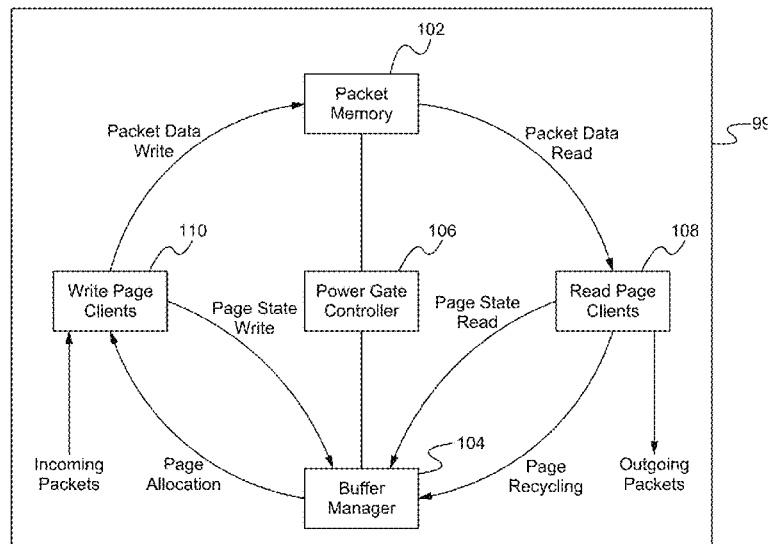 102
Packet
Memory
Packet Data
Write
Packet Data
Read
99
110
106
108
Write Page
Clients
Power Gate
Controller
Read Page
Clients
Page State
Write
Page State
Read
104
Incoming
Packets
Page
Allocation
Buffer
Manager
Page
Recycling
Outgoing
Packets